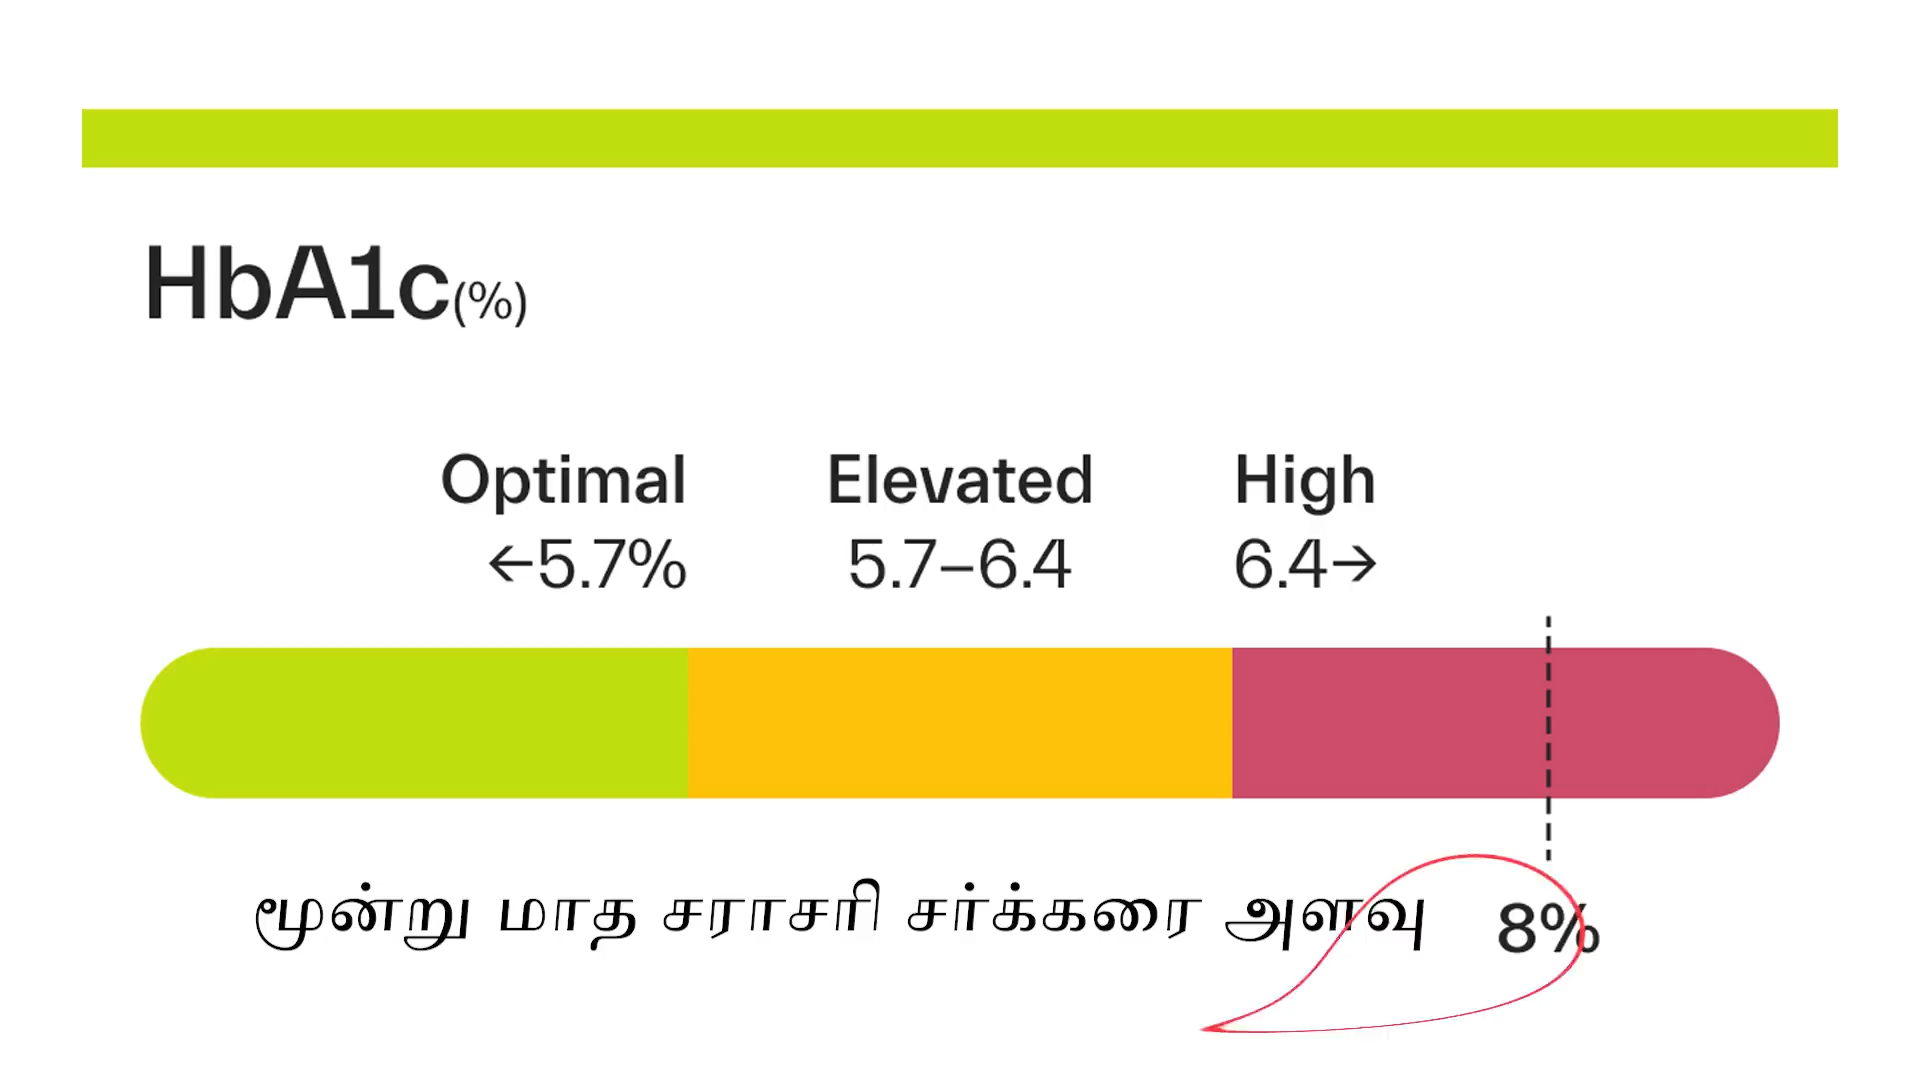 HbA1c(%)
Optimal Elevated High
←5.7% 5.7–6.4 6.4→
மூன்று மாத சராசரி சர்க்கரை அளவு 8%